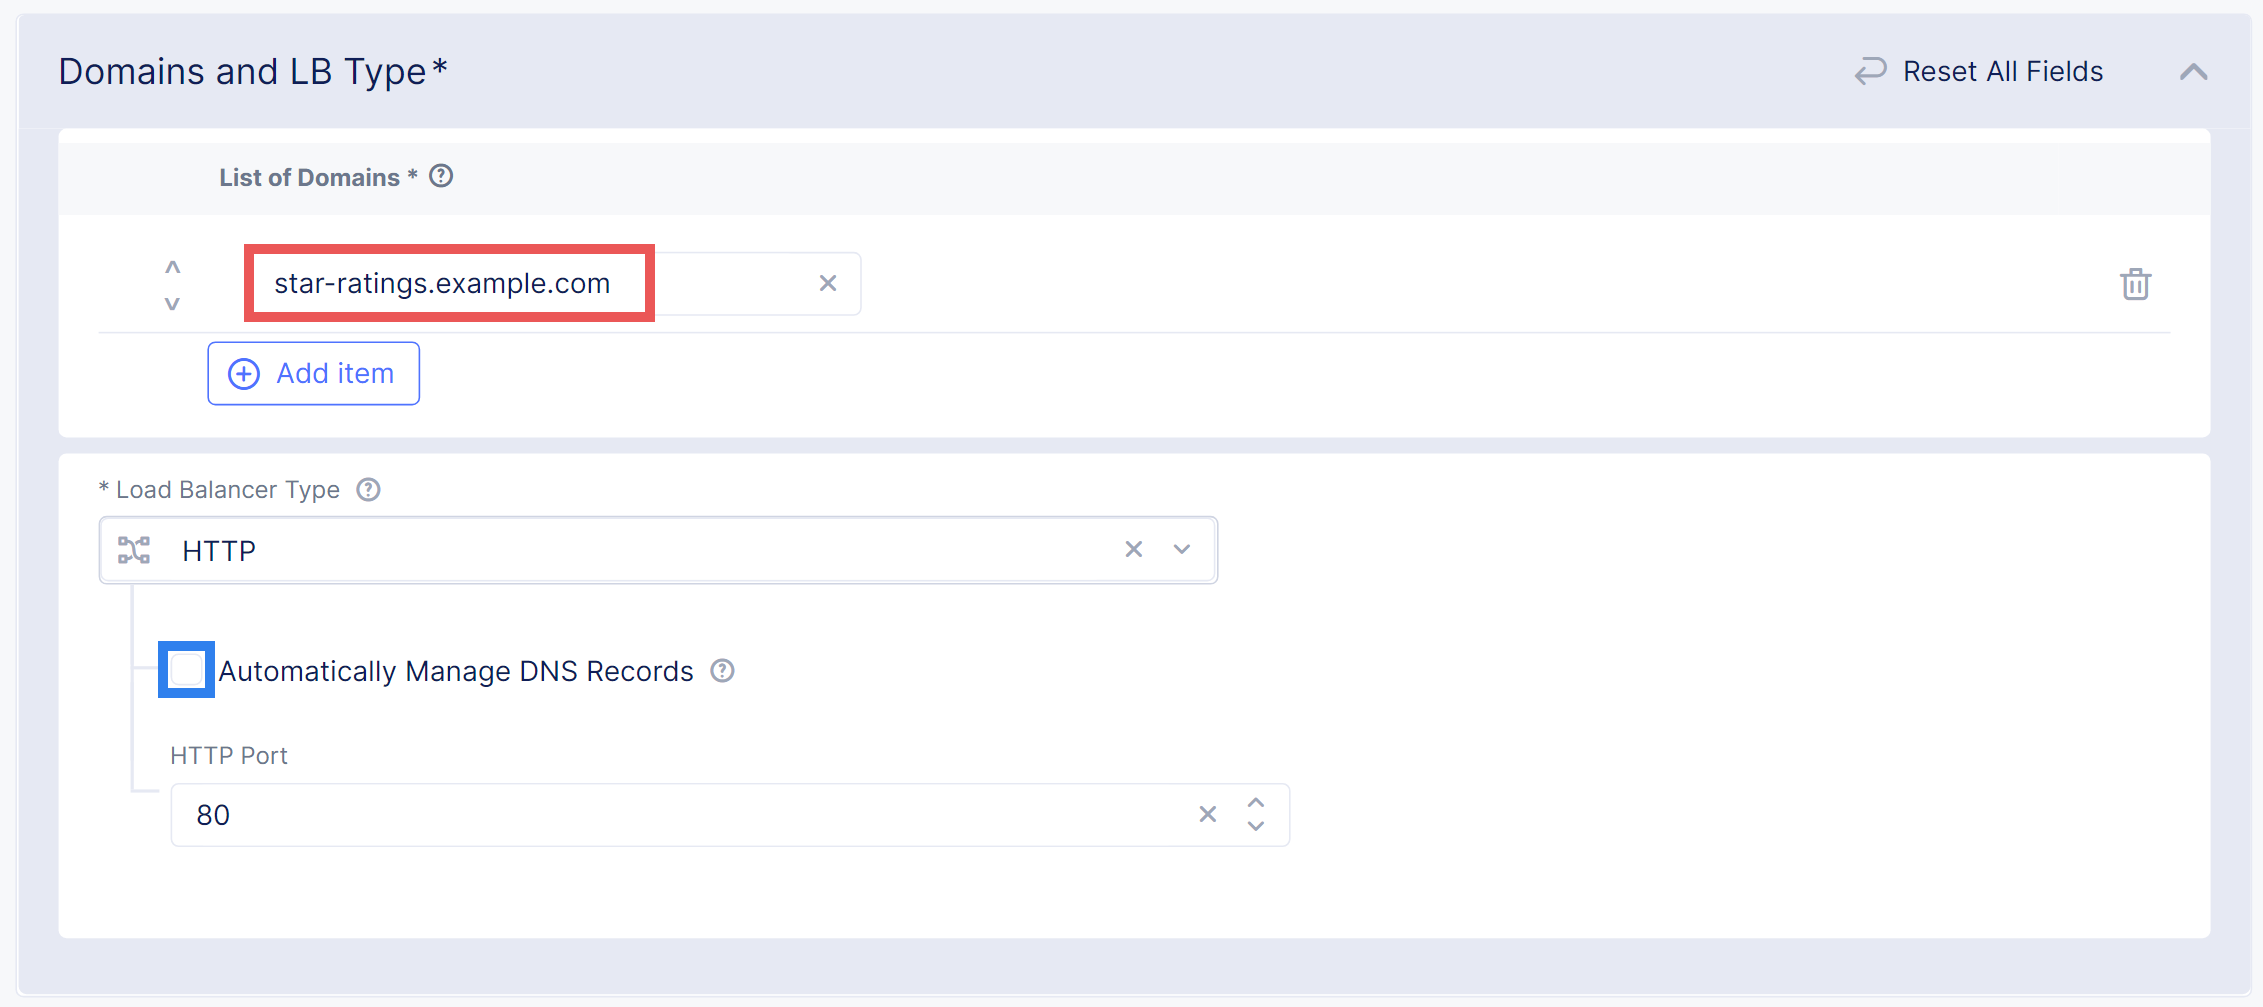 Domains and LB Type*
Reset All Fields
List of Domains *
star-ratings.example.com
Add item
* Load Balancer Type
HTTP
Automatically Manage DNS Records
HTTP Port
80